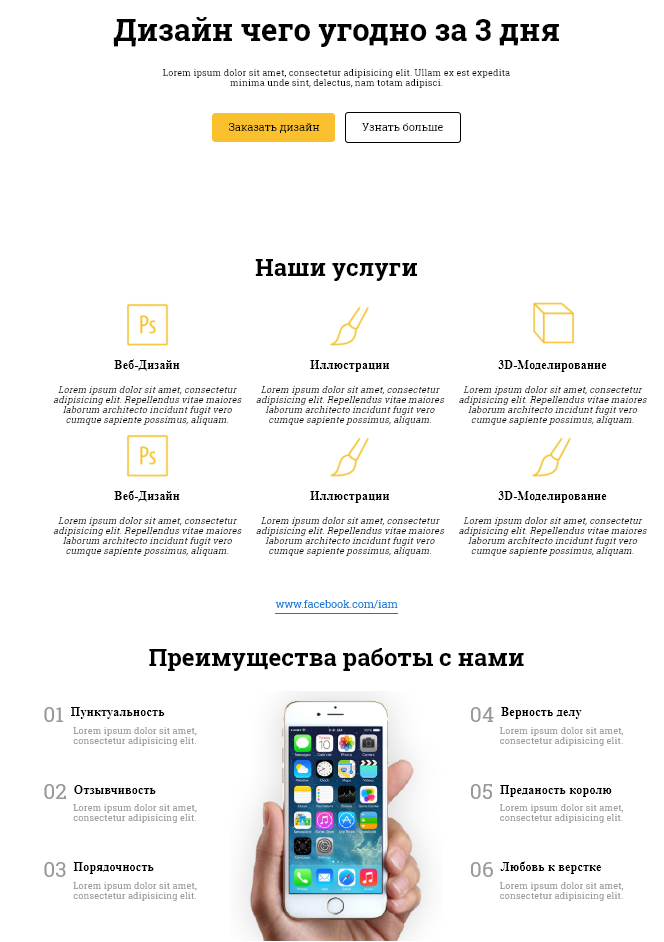 Дизайн чего угодно за 3 дня
Lorem ipsum dolor sit amet, consectetur adipisicing elit. Ullam ex est expedita
minima unde sint, delectus, nam totam adipisci.
Заказать дизайн
Узнать больше
Наши услуги
Ps
Веб-Дизайн
Lorem ipsum dolor sit amet, consectetur
adipisicing elit. Repellendus vitae maiores
laborum architecto incidunt fugit vero
cumque sapiente possimus, aliquam.
Иллюстрации
Lorem ipsum dolor sit amet, consectetur
adipisicing elit. Repellendus vitae maiores
laborum architecto incidunt fugit vero
cumque sapiente possimus, aliquam.
3D-Моделирование
Lorem ipsum dolor sit amet, consectetur
adipisicing elit. Repellendus vitae maiores
laborum architecto incidunt fugit vero
cumque sapiente possimus, aliquam.
Ps
Веб-Дизайн
Lorem ipsum dolor sit amet, consectetur
adipisicing elit. Repellendus vitae maiores
laborum architecto incidunt fugit vero
cumque sapiente possimus, aliquam.
Иллюстрации
Lorem ipsum dolor sit amet, consectetur
adipisicing elit. Repellendus vitae maiores
laborum architecto incidunt fugit vero
cumque sapiente possimus, aliquam.
3D-Моделирование
Lorem ipsum dolor sit amet, consectetur
adipisicing elit. Repellendus vitae maiores
laborum architecto incidunt fugit vero
cumque sapiente possimus, aliquam.
www.facebook.com/iam
Преимущества работы с нами
01 Пунктуальность
Lorem ipsum dolor sit amet,
consectetur adipisicing elit.
02 Отзывчивость
Lorem ipsum dolor sit amet,
consectetur adipisicing elit.
03 Порядочность
Lorem ipsum dolor sit amet,
consectetur adipisicing elit.
10
04 Верность делу
Lorem ipsum dolor sit amet,
consectetur adipisicing elit.
05 Преданость королю
Lorem ipsum dolor sit amet,
consectetur adipisicing elit.
06 Любовь к верстке
Lorem ipsum dolor sit amet,
consectetur adipisicing elit.